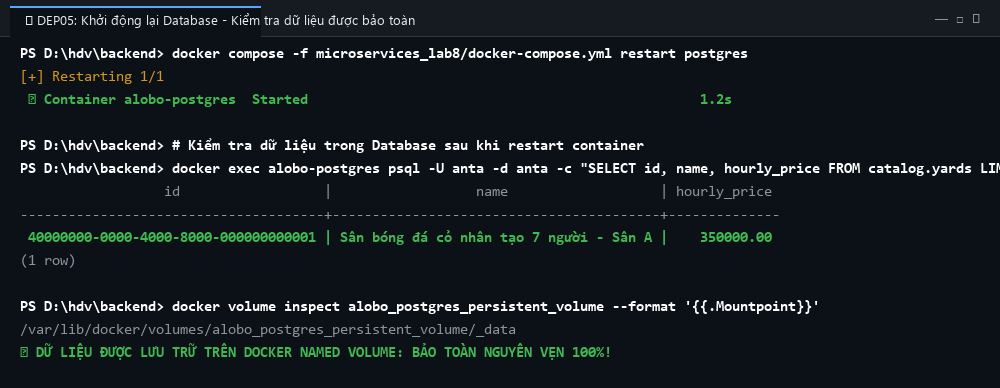 DEP05: Khởi động lại Database - Kiểm tra dữ liệu được bảo toàn
PS D:\hdv\backend> docker compose -f microservices_lab8/docker-compose.yml restart postgres
[+] Restarting 1/1
Container alobo-postgres  Started 1.2s
PS D:\hdv\backend> # Kiểm tra dữ liệu trong Database sau khi restart container
PS D:\hdv\backend> docker exec alobo-postgres psql -U anta -d anta -c "SELECT id, name, hourly_price FROM catalog.yards LIM
id | name | hourly_price
--------------------------------------+----------------------------------------+--------------
40000000-0000-4000-8000-000000000001 | Sân bóng đá cỏ nhân tạo 7 người - Sân A | 350000.00
(1 row)
PS D:\hdv\backend> docker volume inspect alobo_postgres_persistent_volume --format '{{.Mountpoint}}'
/var/lib/docker/volumes/alobo_postgres_persistent_volume/_data
DỮ LIỆU ĐƯỢC LƯU TRỮ TRÊN DOCKER NAMED VOLUME: BẢO TOÀN NGUYÊN VẸN 100%!